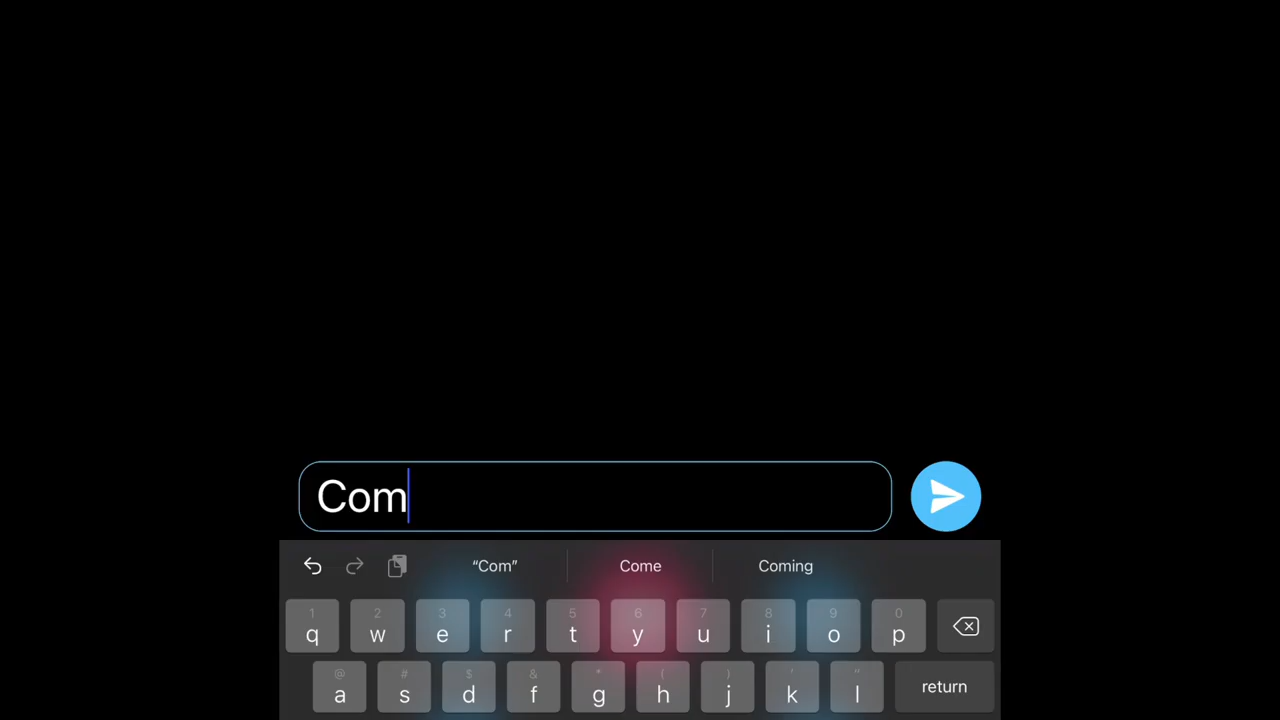 Com
“Com” Come Coming
1 2 3 4 5 6 7 8 9 0
q w e r t y u i o p
@ # $ & * ( ) ' "
a s d f g h j k l return